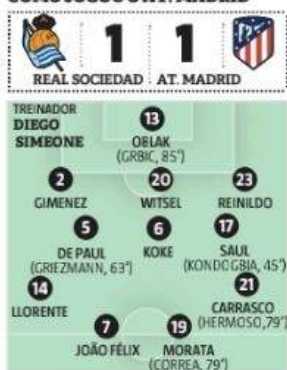 1 1
REAL SOCIEDAD AT. MADRID
TREINADOR
DIEGO
SIMEONE
13
OBLAK
(GRBIC, 85')
2 20 23
GIMENEZ WITSEL REINILDO
5 6 17
DE PAUL KOKE SAUL
(GRIEZMANN, 63') (KONDOGBIA, 45')
14 21
LLORENTE CARRASCO
(HERMOSO, 79')
7 19
JOÃO FÉLIX MORATA
(CORREA, 79')